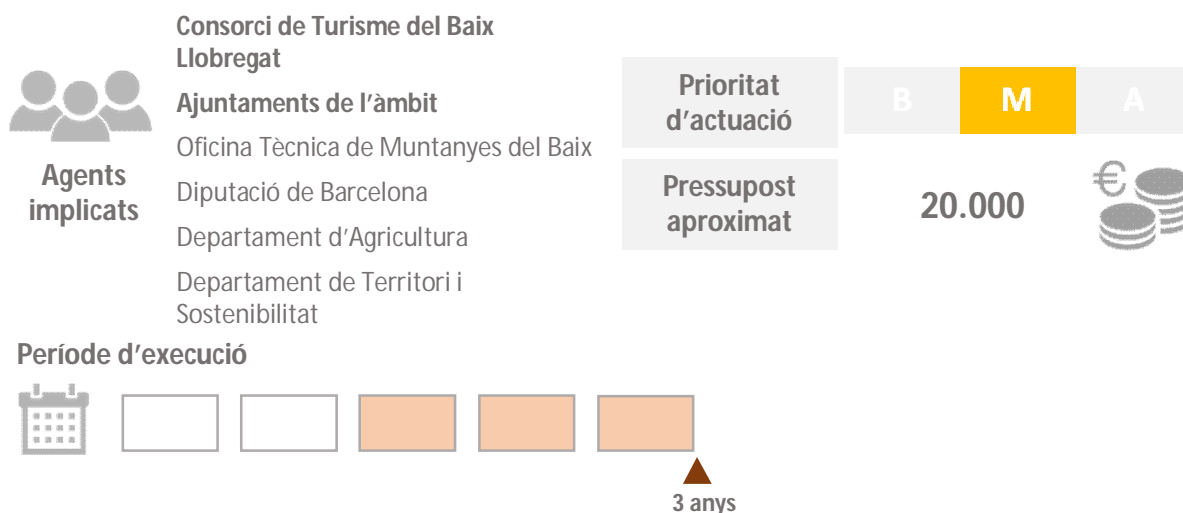 Agents
implicats
Consorci de Turisme del Baix
Llobregat
Ajuntaments de l'àmbit
Oficina Tècnica de Muntanyes del Baix
Diputació de Barcelona
Departament d'Agricultura
Departament de Territori i
Sostenibilitat
Prioritat
d'actuació
B M A
Pressupost
aproximat
20.000
€
Període d'execució
3 anys